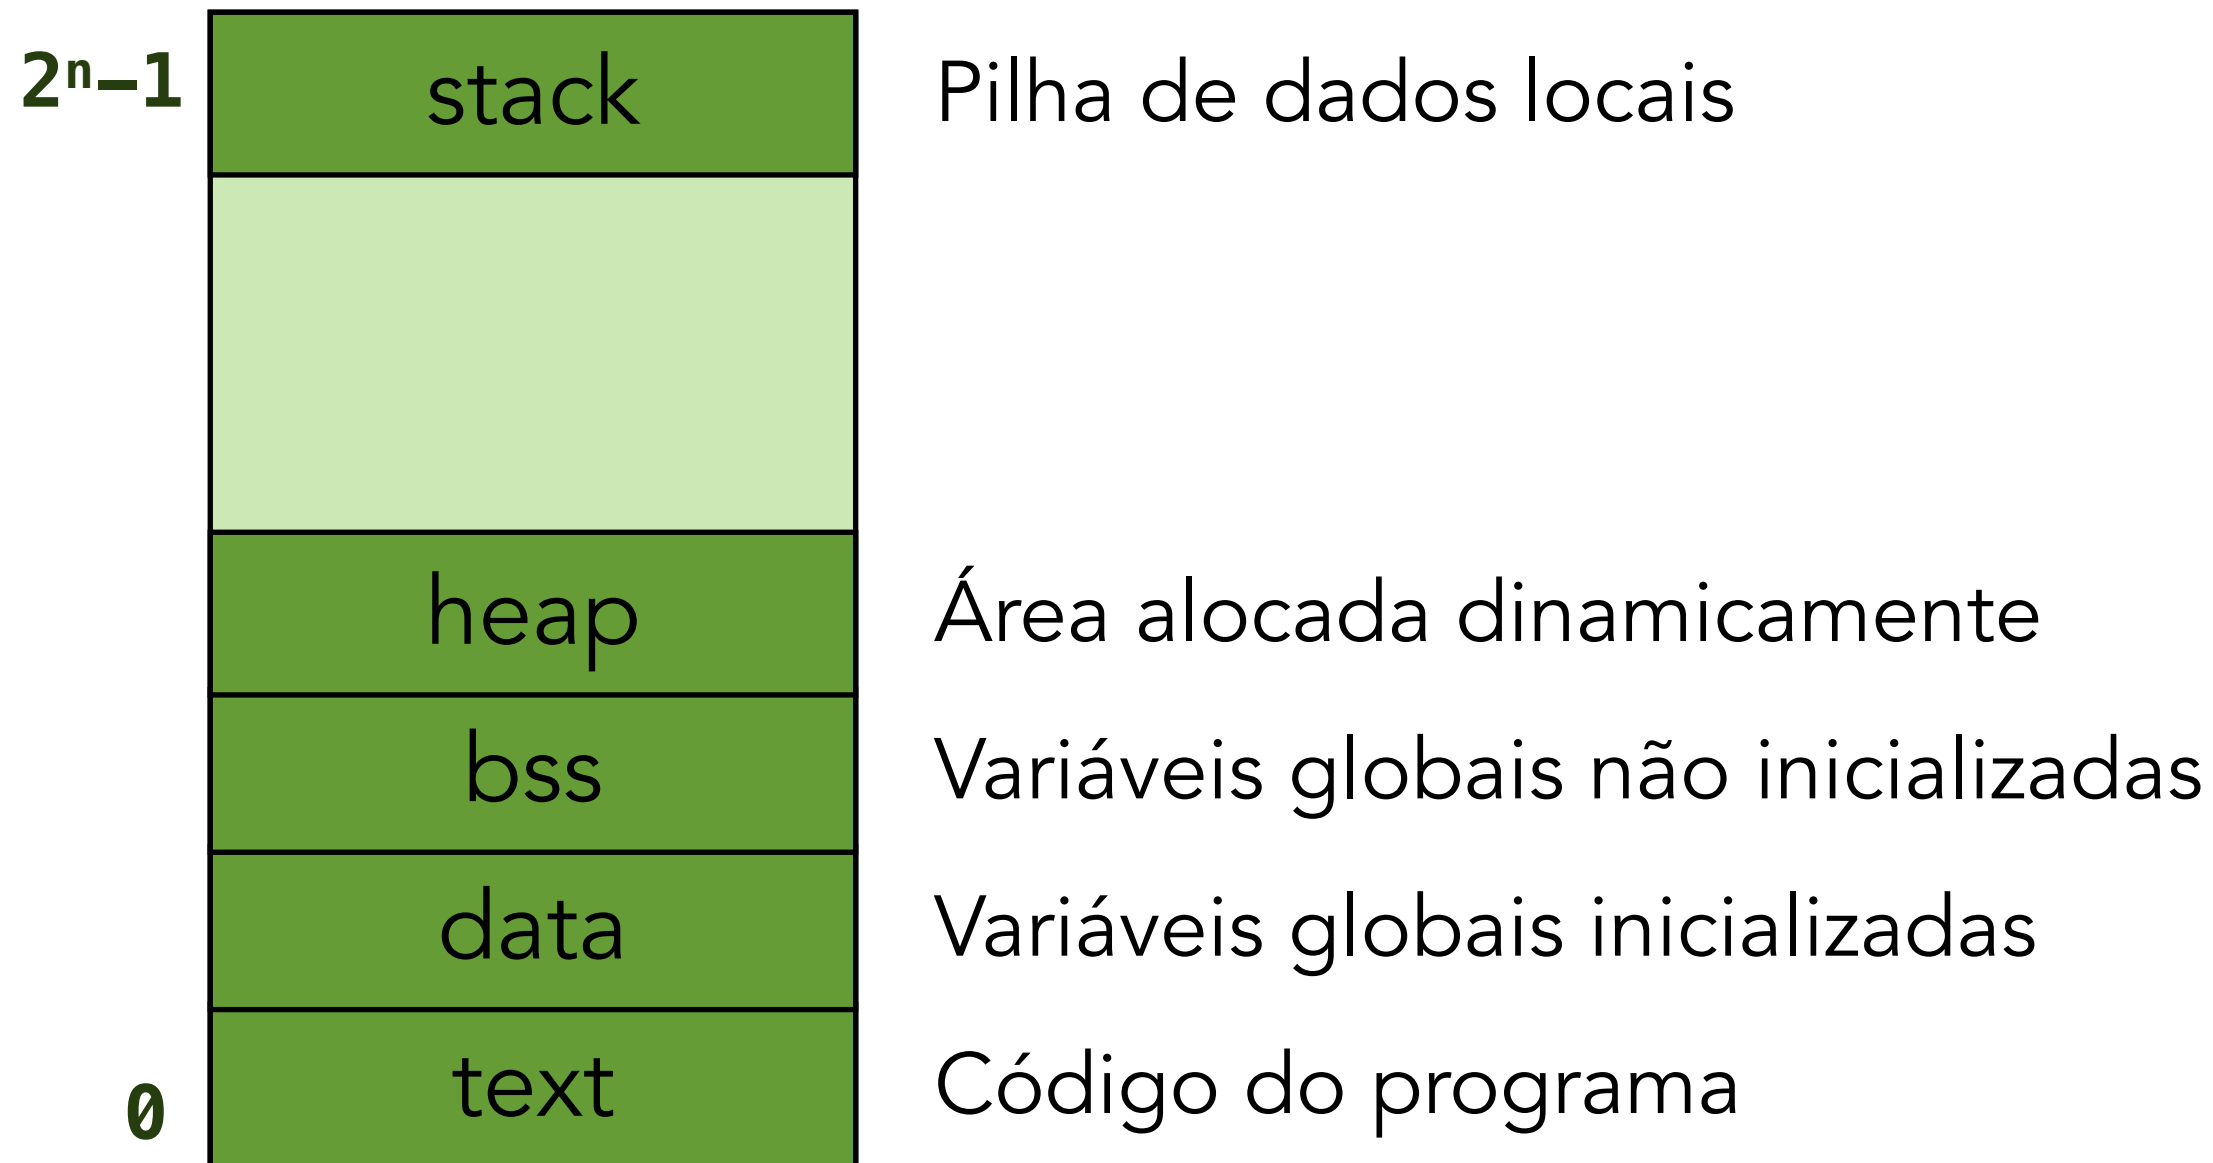 2ⁿ–1
stack
Pilha de dados locais
heap
Área alocada dinamicamente
bss
Variáveis globais não inicializadas
data
Variáveis globais inicializadas
text
Código do programa
0